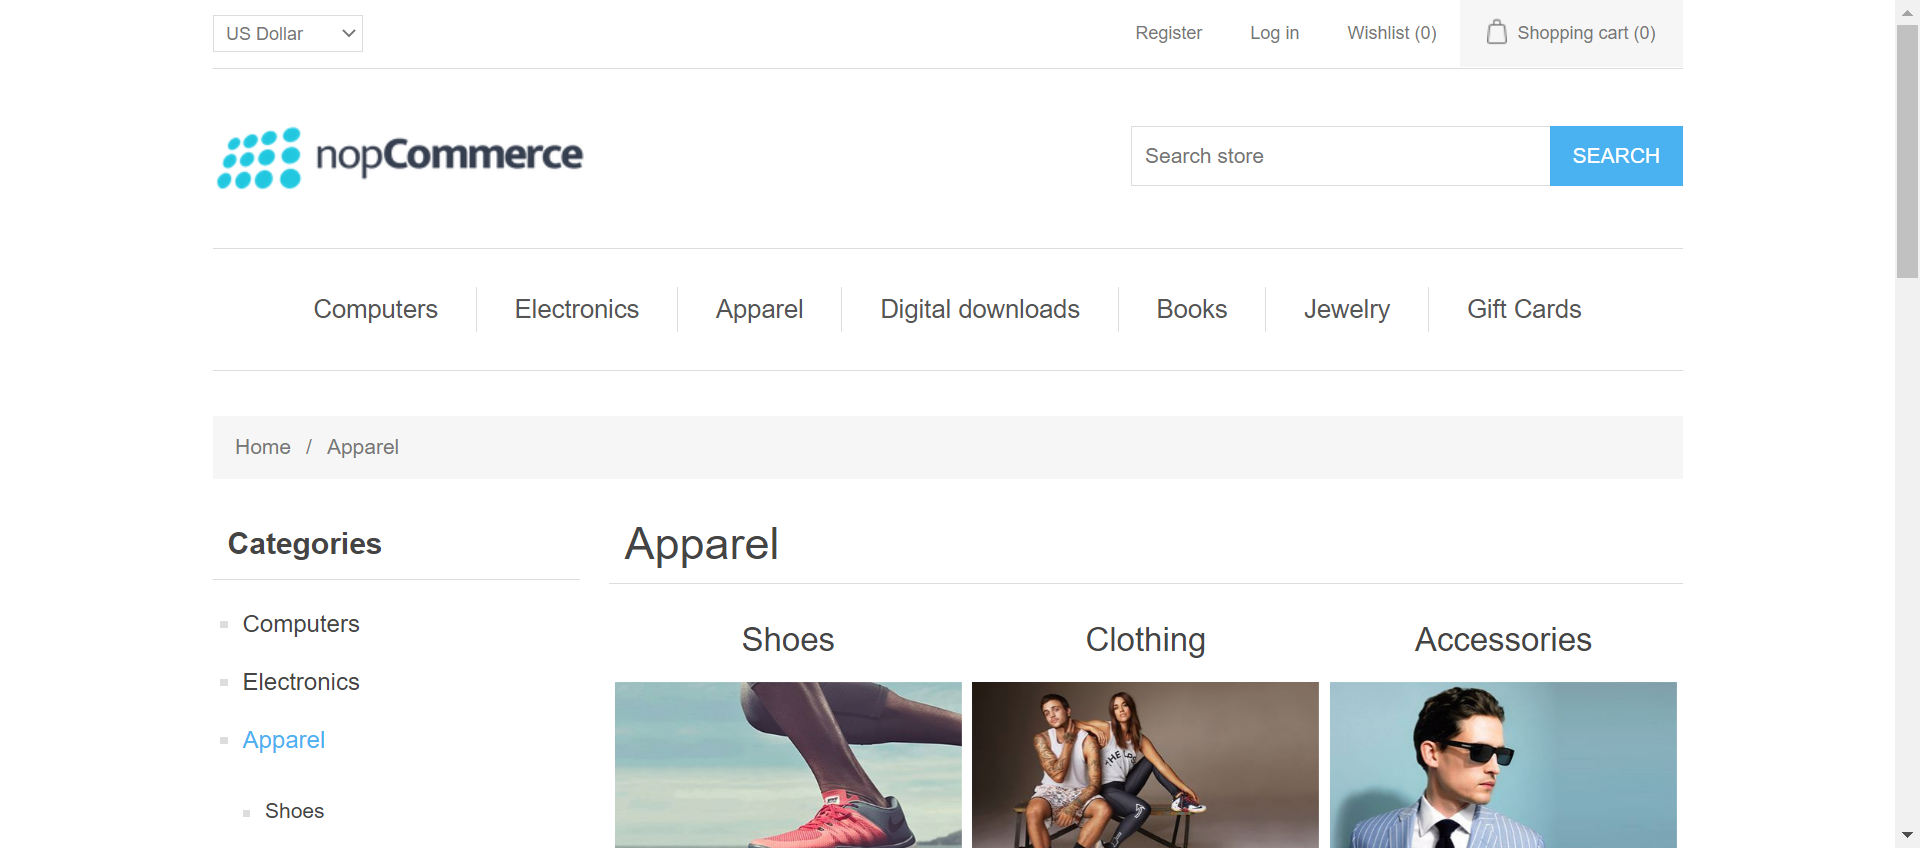 US Dollar
Register
Log in
Wishlist (0)
Shopping cart (0)
nopCommerce
Search store
SEARCH
Computers
Electronics
Apparel
Digital downloads
Books
Jewelry
Gift Cards
Home / Apparel
Categories
Computers
Electronics
Apparel
Shoes
Apparel
Shoes
Clothing
Accessories